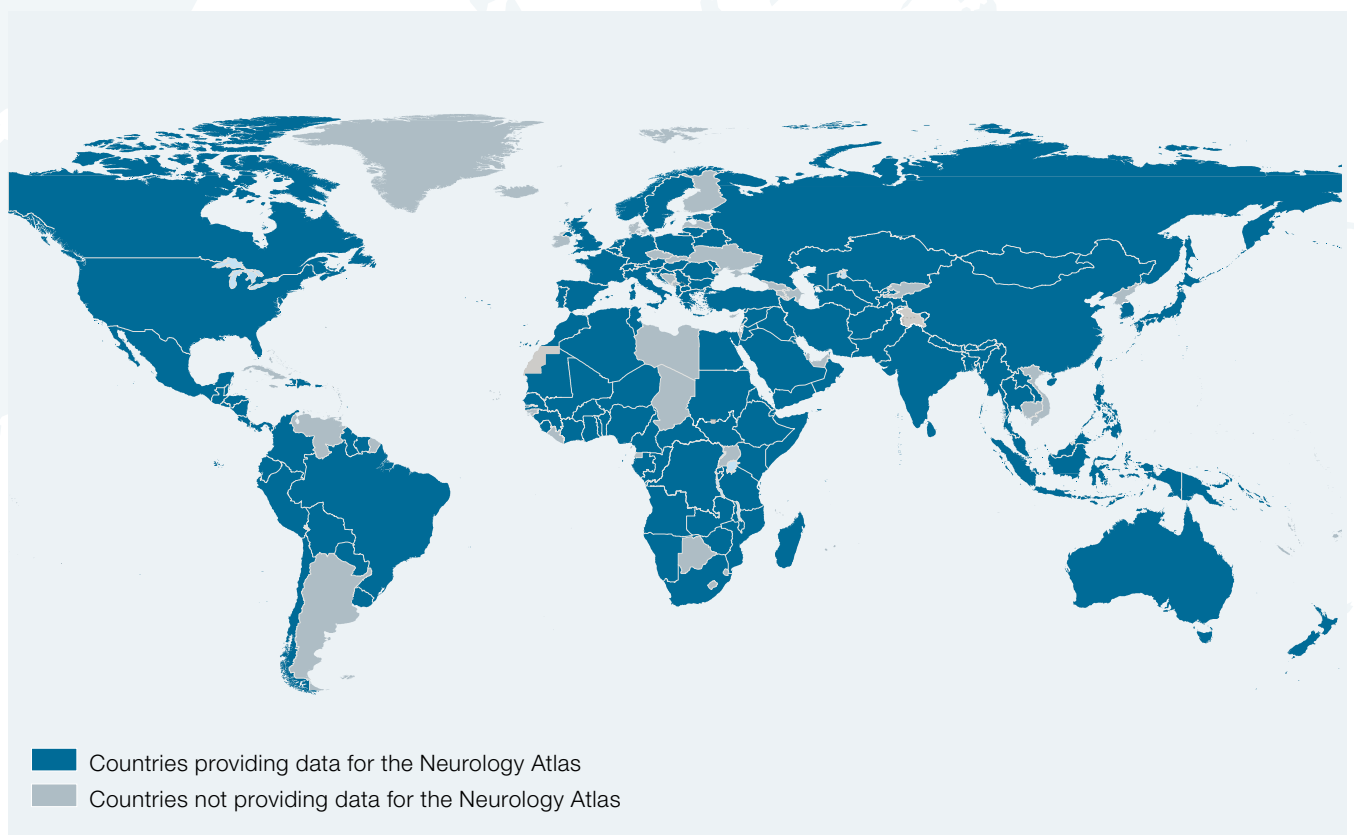 Countries providing data for the Neurology Atlas
Countries not providing data for the Neurology Atlas